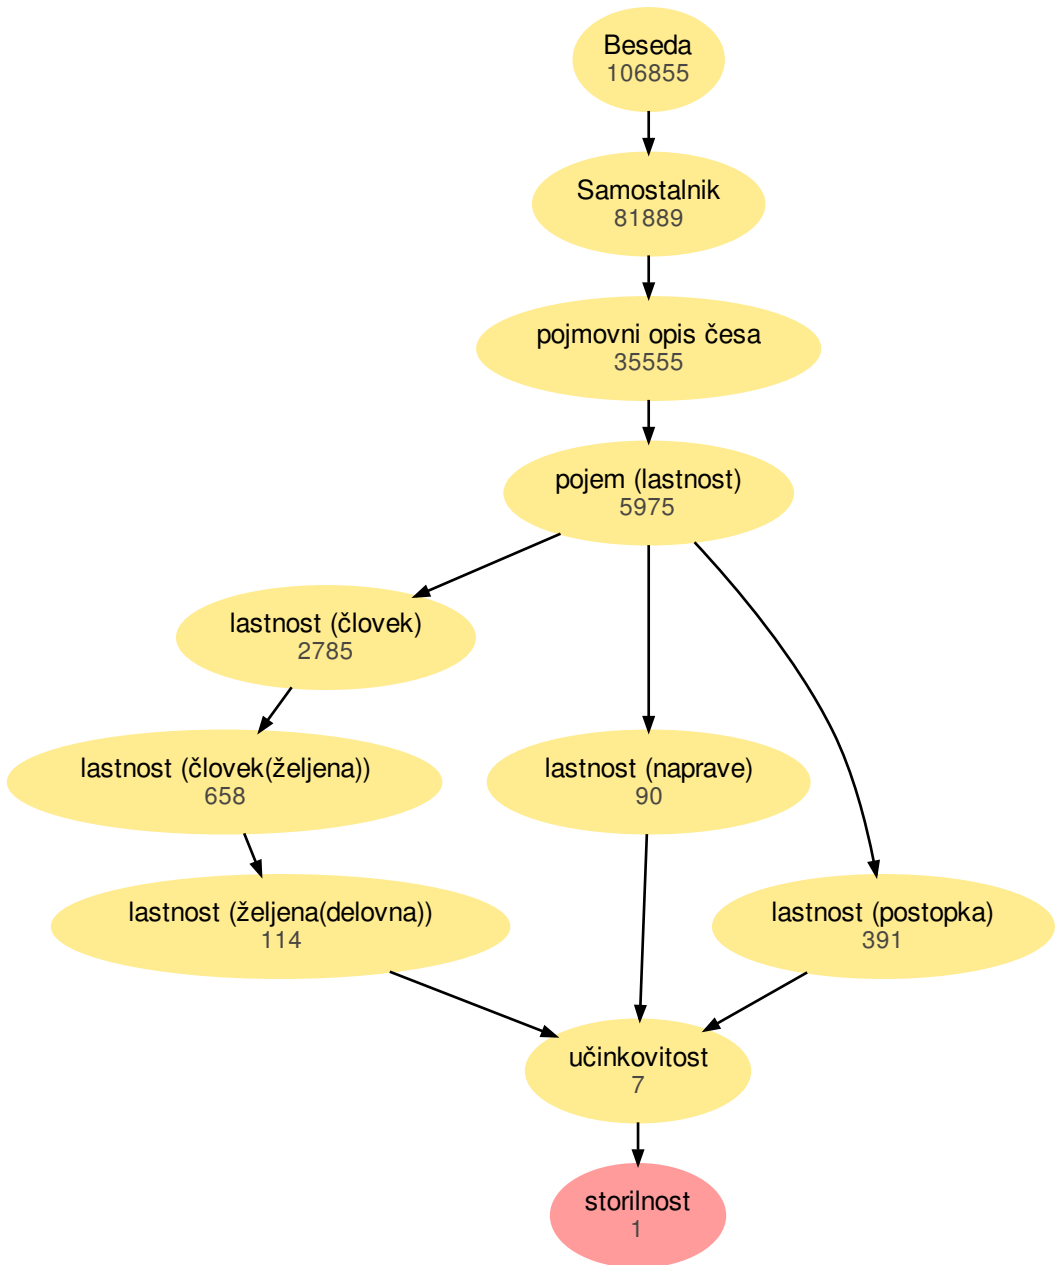 Beseda
106855
Samostalnik
81889
pojmovni opis česa
35555
pojem (lastnost)
5975
lastnost (človek)
2785
lastnost (človek(željena))
658
lastnost (naprave)
90
lastnost (željena(delovna))
114
lastnost (postopka)
391
učinkovitost
7
storilnost
1